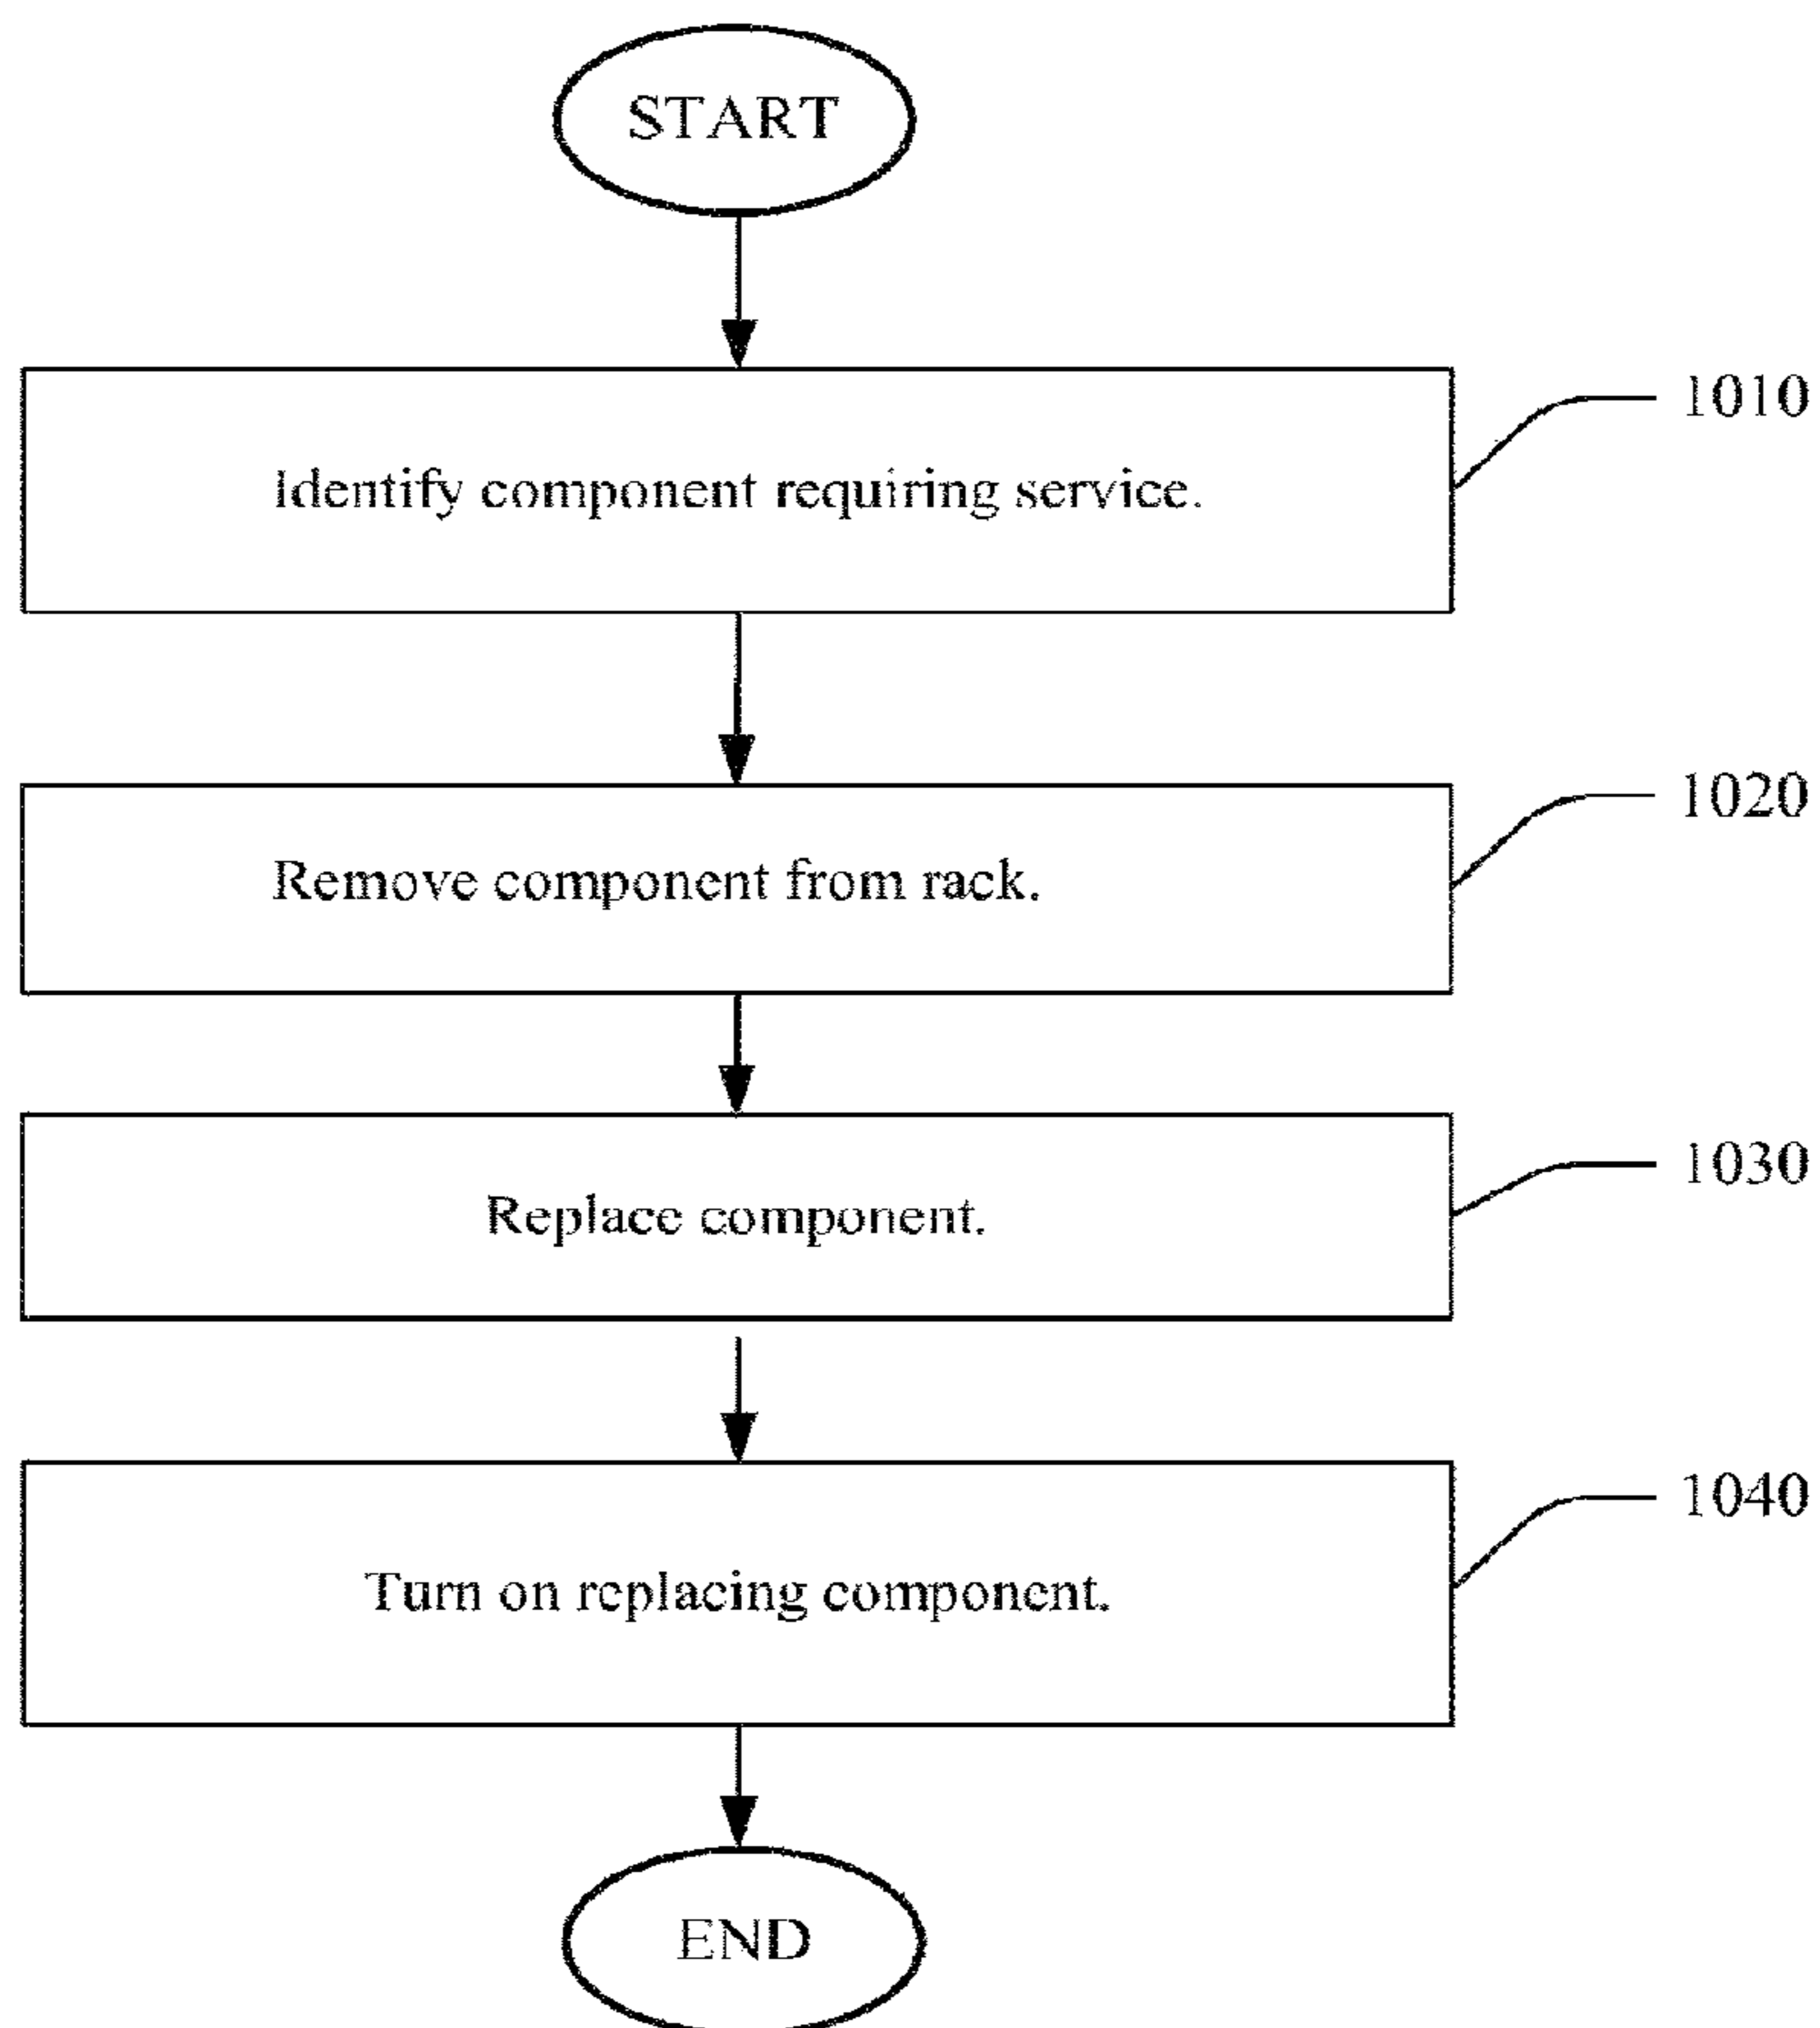 START
1010
Identify component requiring service.
1020
Remove component from rack.
1030
Replace component.
1040
Turn on replacing component.
END